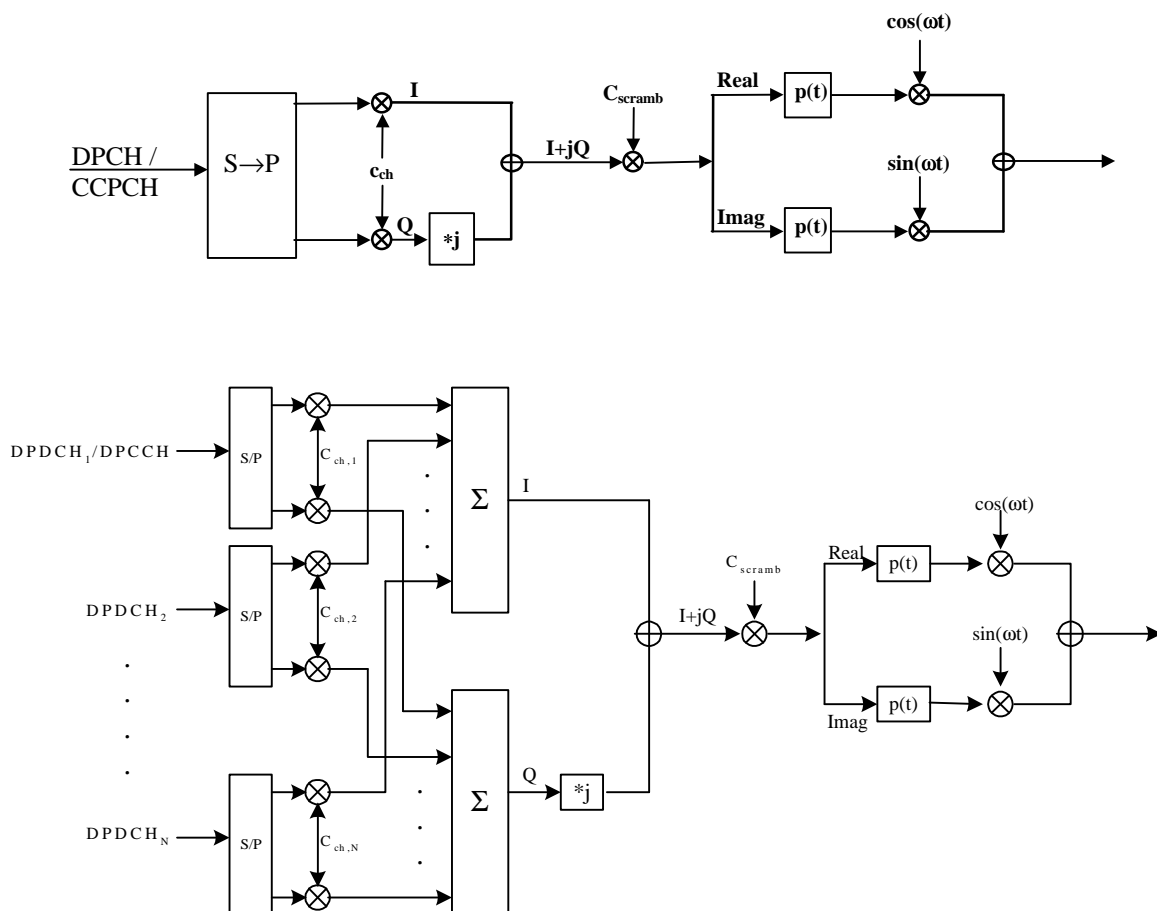 cos(ωt)
Real
p(t)
I
C_scramb
DPCH /
CCPCH
S→P
c_ch
I+jQ
sin(ωt)
Q
*j
Imag
p(t)
DPDCH_1/DPCCH
S/P
C_ch,1
Σ
I
cos(ωt)
Real
p(t)
C_scramb
DPDCH_2
S/P
C_ch,2
I+jQ
sin(ωt)
Imag
p(t)
Q
*j
Σ
DPDCH_N
S/P
C_ch,N